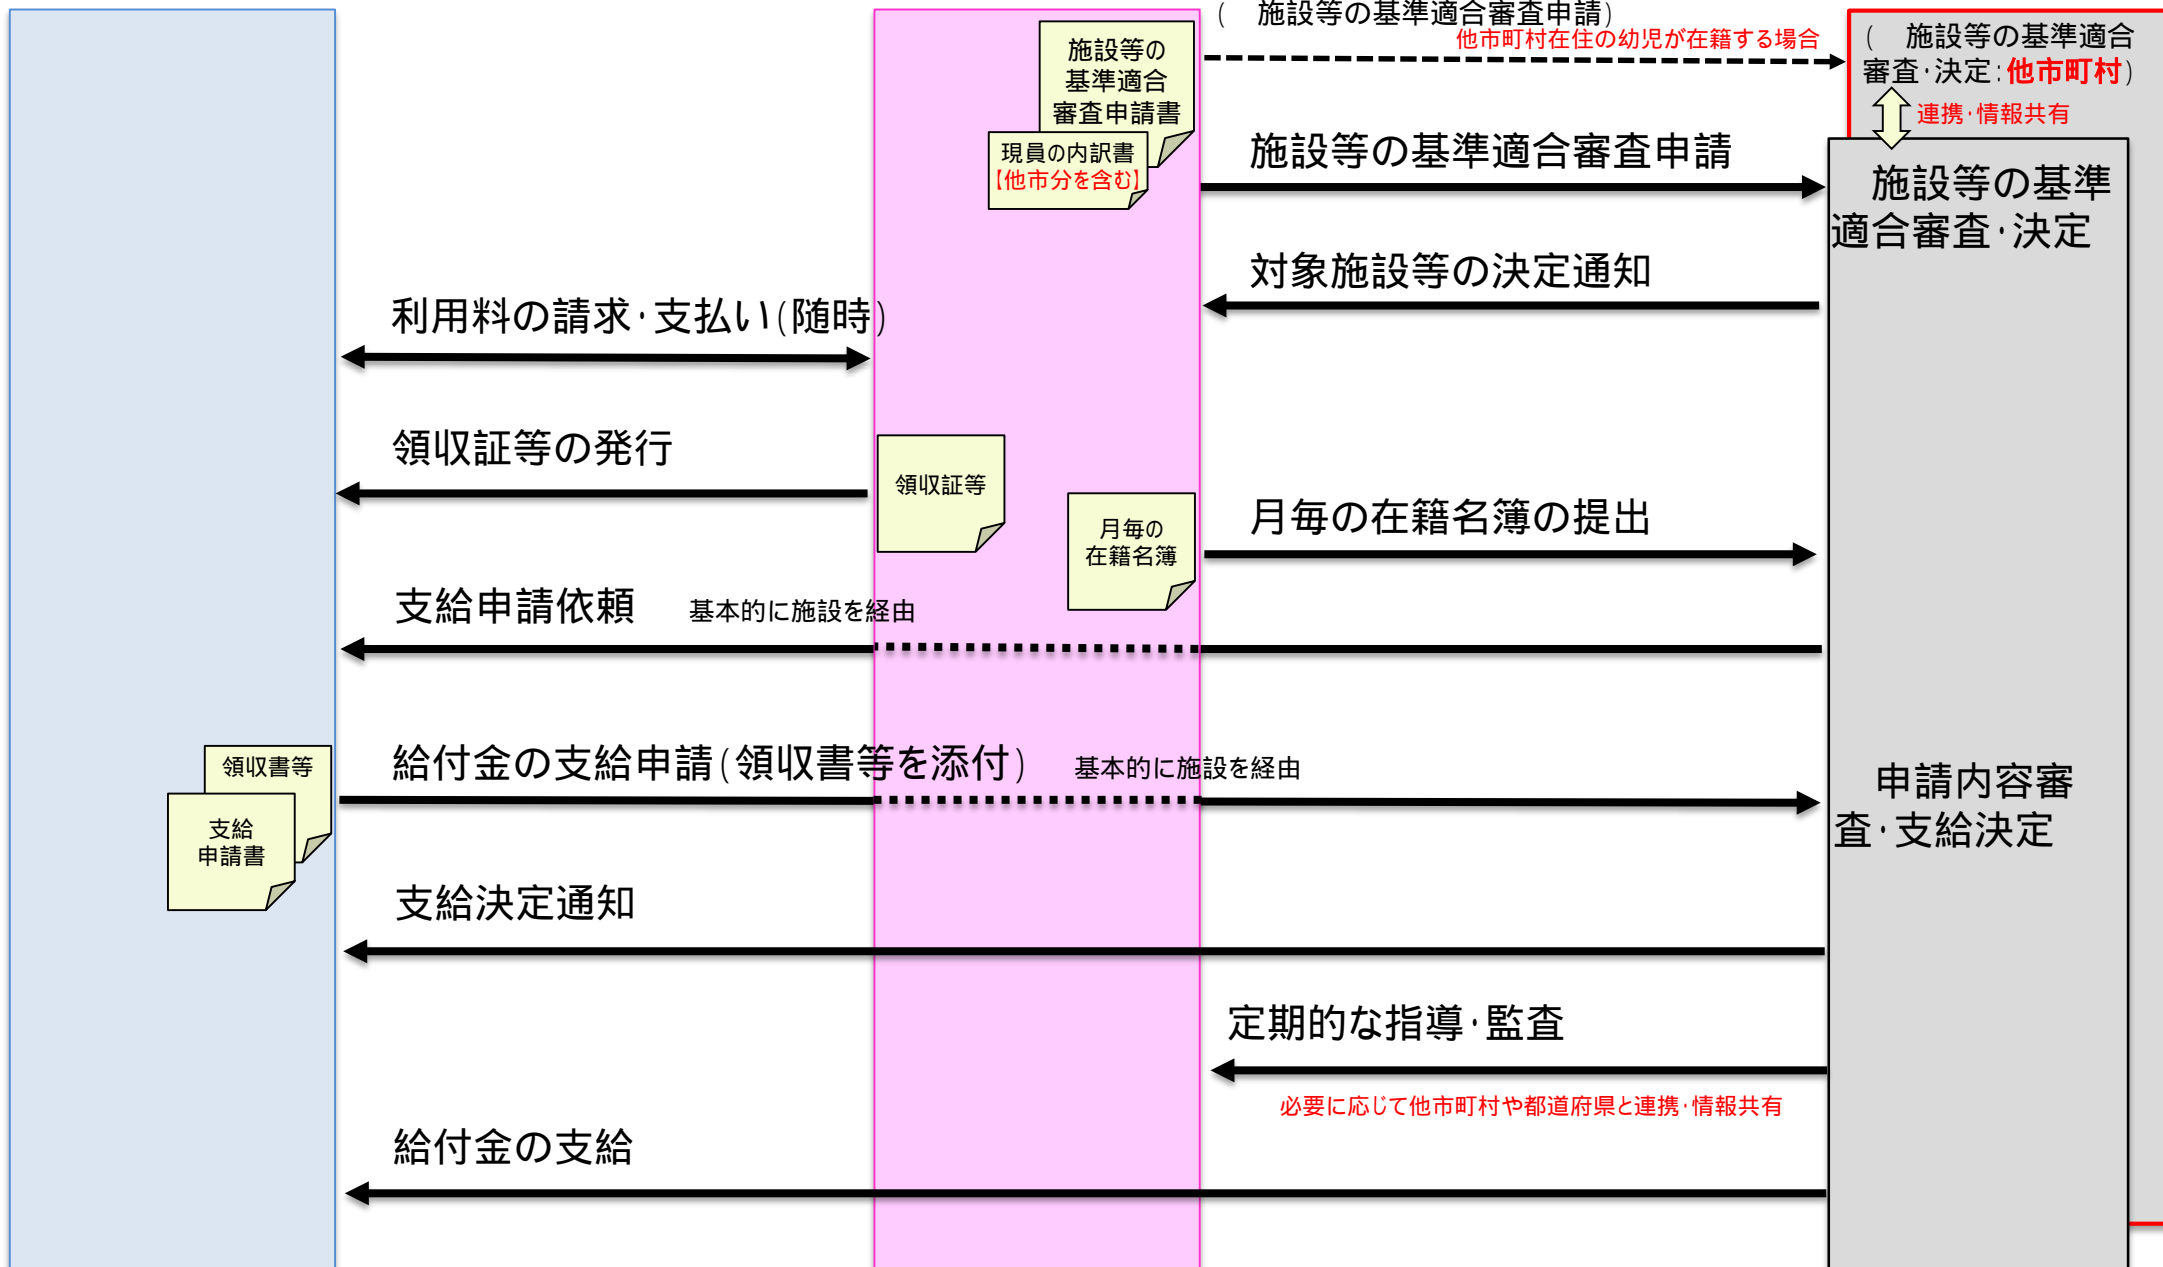 ( 施設等の基準適合審査申請)
他市町村在住の幼児が在籍する場合
( 施設等の基準適合
審査・決定:他市町村)
連携・情報共有
施設等の
基準適合
審査申請書
現員の内訳書
【他市分を含む】
施設等の基準適合審査申請
施設等の基準
適合審査・決定
対象施設等の決定通知
利用料の請求・支払い(随時)
領収証等の発行
領収証等
月毎の
在籍名簿
月毎の在籍名簿の提出
支給申請依頼 基本的に施設を経由
給付金の支給申請(領収書等を添付) 基本的に施設を経由
領収書等
支給
申請書
申請内容審
査・支給決定
支給決定通知
定期的な指導・監査
必要に応じて他市町村や都道府県と連携・情報共有
給付金の支給